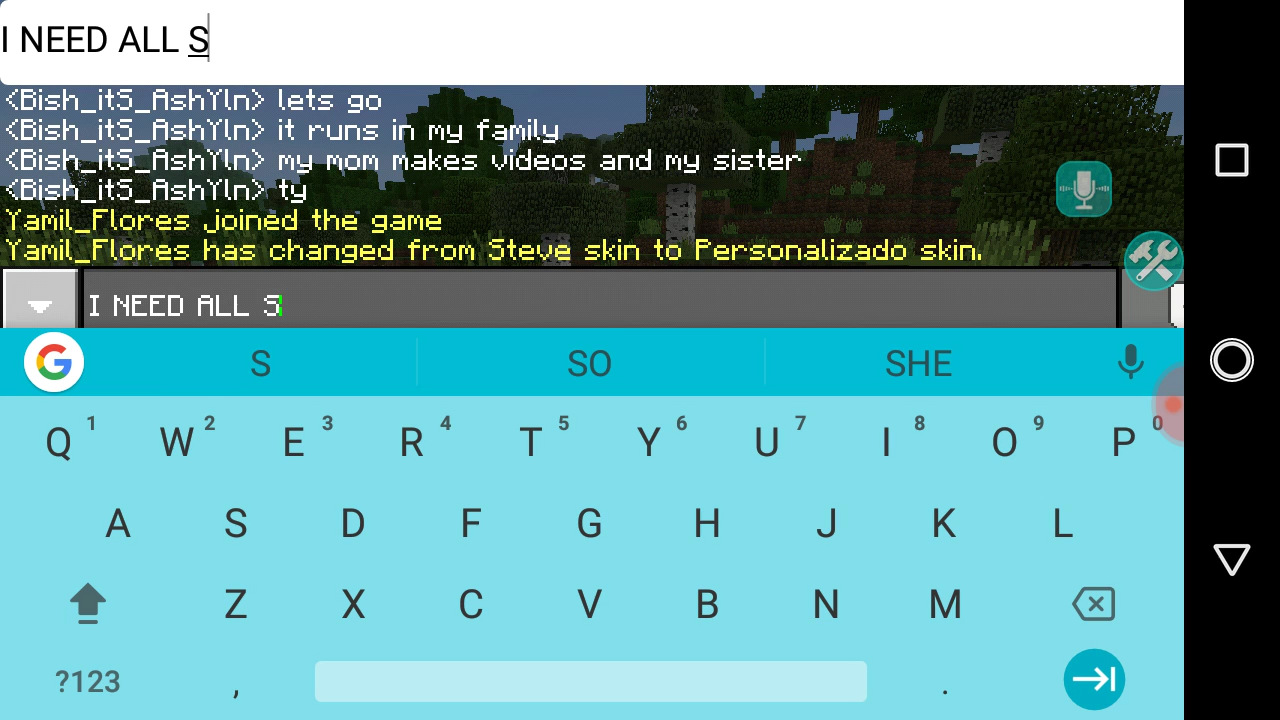 I NEED ALL S
<Bish_itS_AshYln> lets go
<Bish_itS_AshYln> it runs in my family
<Bish_itS_AshYln> my mom makes videos and my sister
<Bish_itS_AshYln> ty
Yamil_Flores joined the game
Yamil_Flores has changed from Steve skin to Personalizado skin.
I NEED ALL S
G S SO SHE
Q 1 W 2 E 3 R 4 T 5 Y 6 U 7 I 8 O 9 P 0
A S D F G H J K L
Z X C V B N M
?123 , .